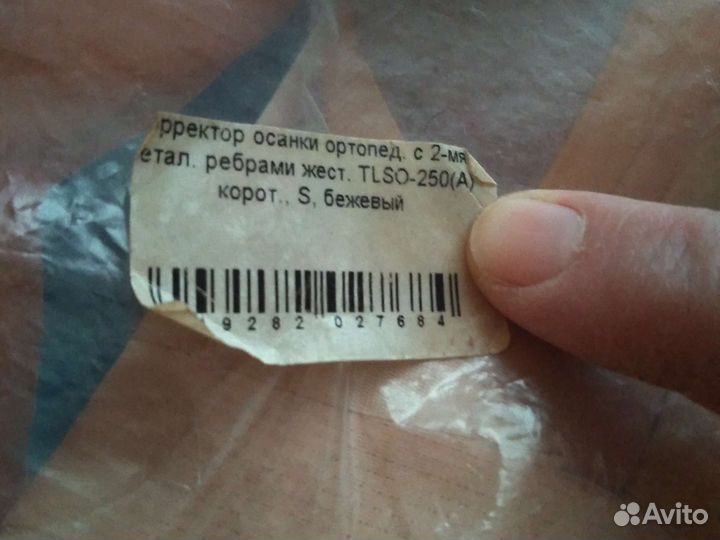 рректор осанки ортопед. с 2-мя
етал. ребрами жест. TLSO-250(A)
корот., S, бежевый
9282 027684
Avito